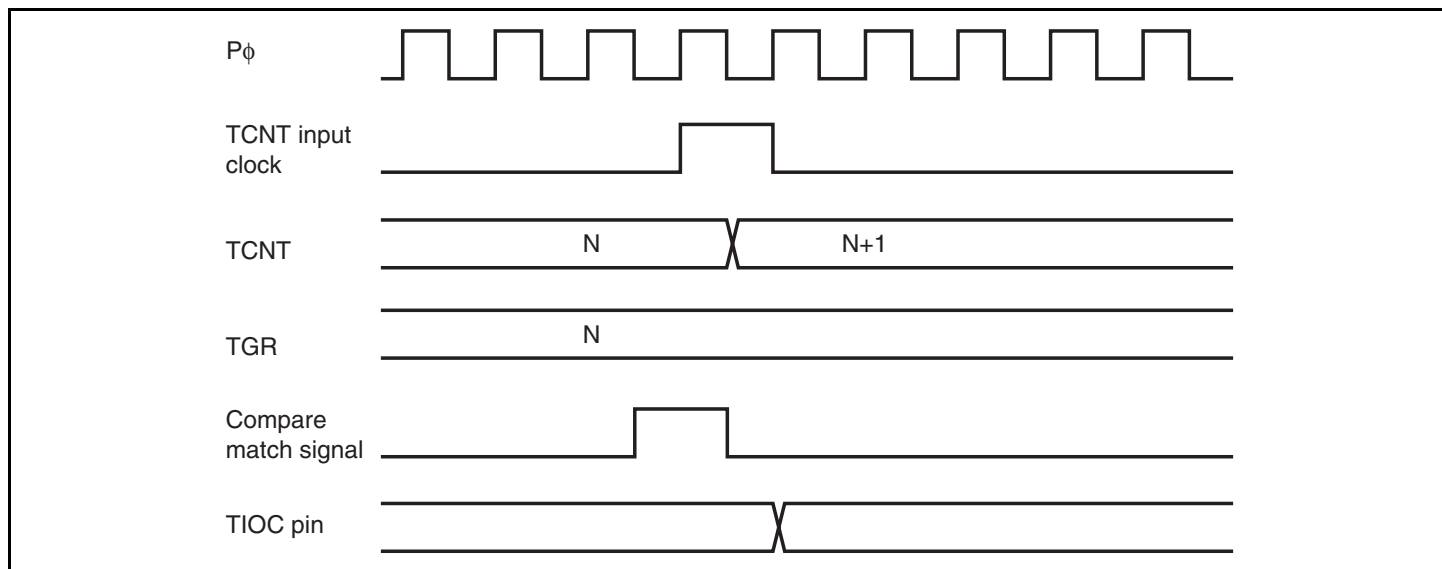 Pϕ
TCNT input
clock
TCNT
N
N+1
TGR
N
Compare
match signal
TIOC pin